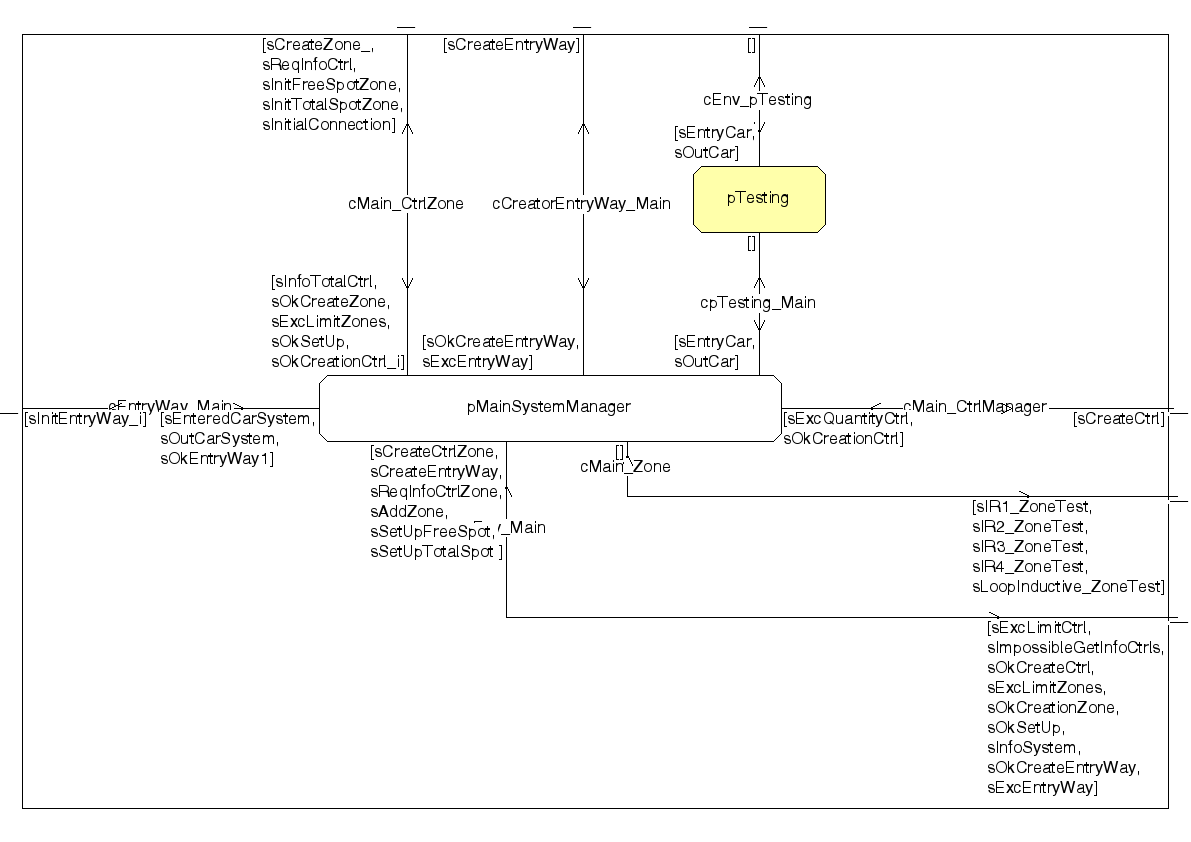 [sCreateZone_,
sReqInfoCtrl,
sInitFreeSpotZone,
sInitTotalSpotZone,
sInitialConnection]
[sCreateEntryWay]
[]
cEnv_pTesting
[sEntryCar,
sOutCar]
pTesting
cMain_CtrlZone
cCreatorEntryWay_Main
[]
cpTesting_Main
[sInfoTotalCtrl,
sOkCreateZone,
sExcLimitZones,
sOkSetUp,
sOkCreationCtrl_i]
[sOkCreateEntryWay,
sExcEntryWay]
[sEntryCar,
sOutCar]
cEntryWay_Main
pMainSystemManager
cMain_CtrlManager
[sInitEntryWay_i]
[sEnteredCarSystem,
sOutCarSystem,
sOkEntryWay1]
[sExcQuantityCtrl,
sOkCreationCtrl]
[sCreateCtrl]
[sCreateCtrlZone,
sCreateEntryWay,
sReqInfoCtrlZone,
sAddZone,
sSetUpFreeSpot,
sSetUpTotalSpot ]
[]
cMain_Zone
_Main
[sIR1_ZoneTest,
sIR2_ZoneTest,
sIR3_ZoneTest,
sIR4_ZoneTest,
sLoopInductive_ZoneTest]
[sExcLimitCtrl,
sImpossibleGetInfoCtrls,
sOkCreateCtrl,
sExcLimitZones,
sOkCreationZone,
sOkSetUp,
sInfoSystem,
sOkCreateEntryWay,
sExcEntryWay]